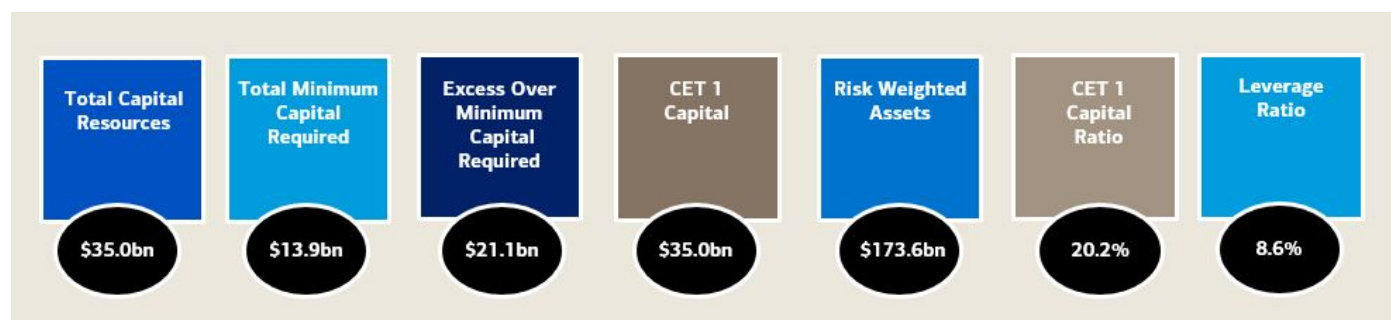 Total Capital
Resources
$35.0bn
Total Minimum
Capital
Required
$13.9bn
Excess Over
Minimum
Capital
Required
$21.1bn
CET 1
Capital
$35.0bn
Risk Weighted
Assets
$173.6bn
CET 1
Capital
Ratio
20.2%
Leverage
Ratio
8.6%